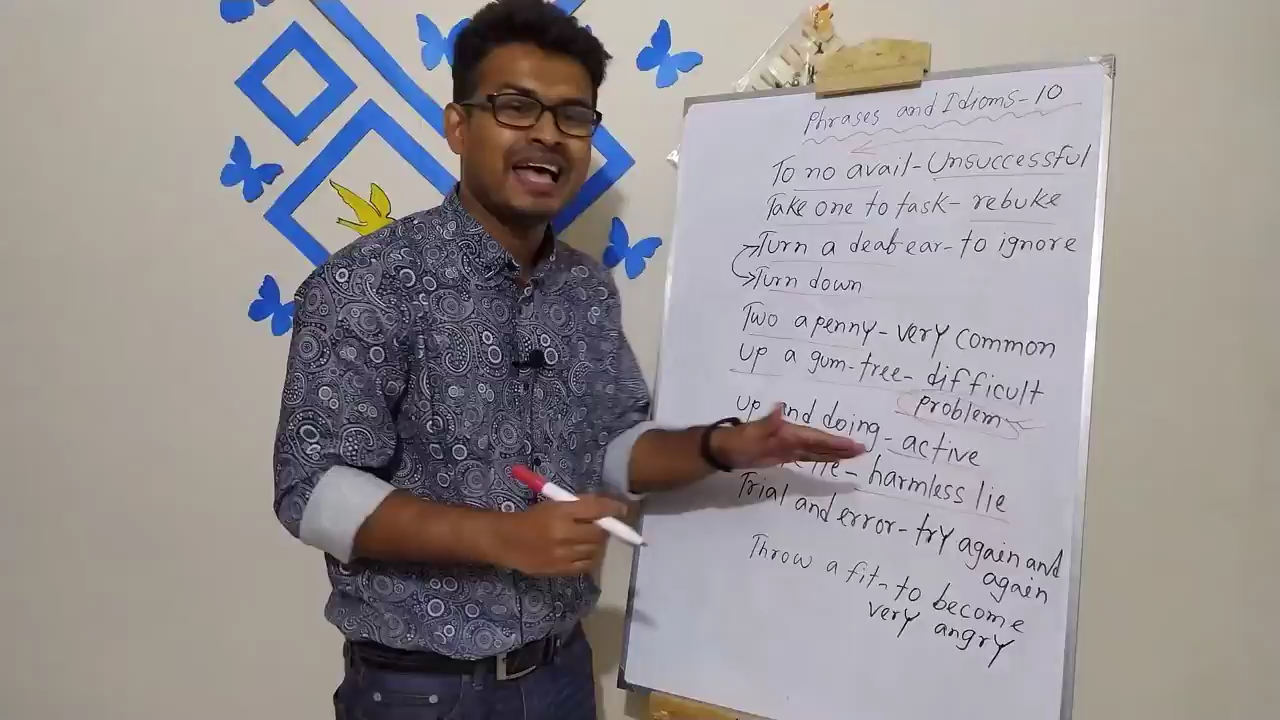 Phrases and Idioms-10
To no avail-Unsuccessful
Take one to task- rebuke
Turn a deaf ear- to ignore
Turn down
Two a penny- very common
up a gum-tree- difficult
problem
up and doing- active
lie- harmless lie
Trial and error- try again and
again
Throw a fit- to become
very angry